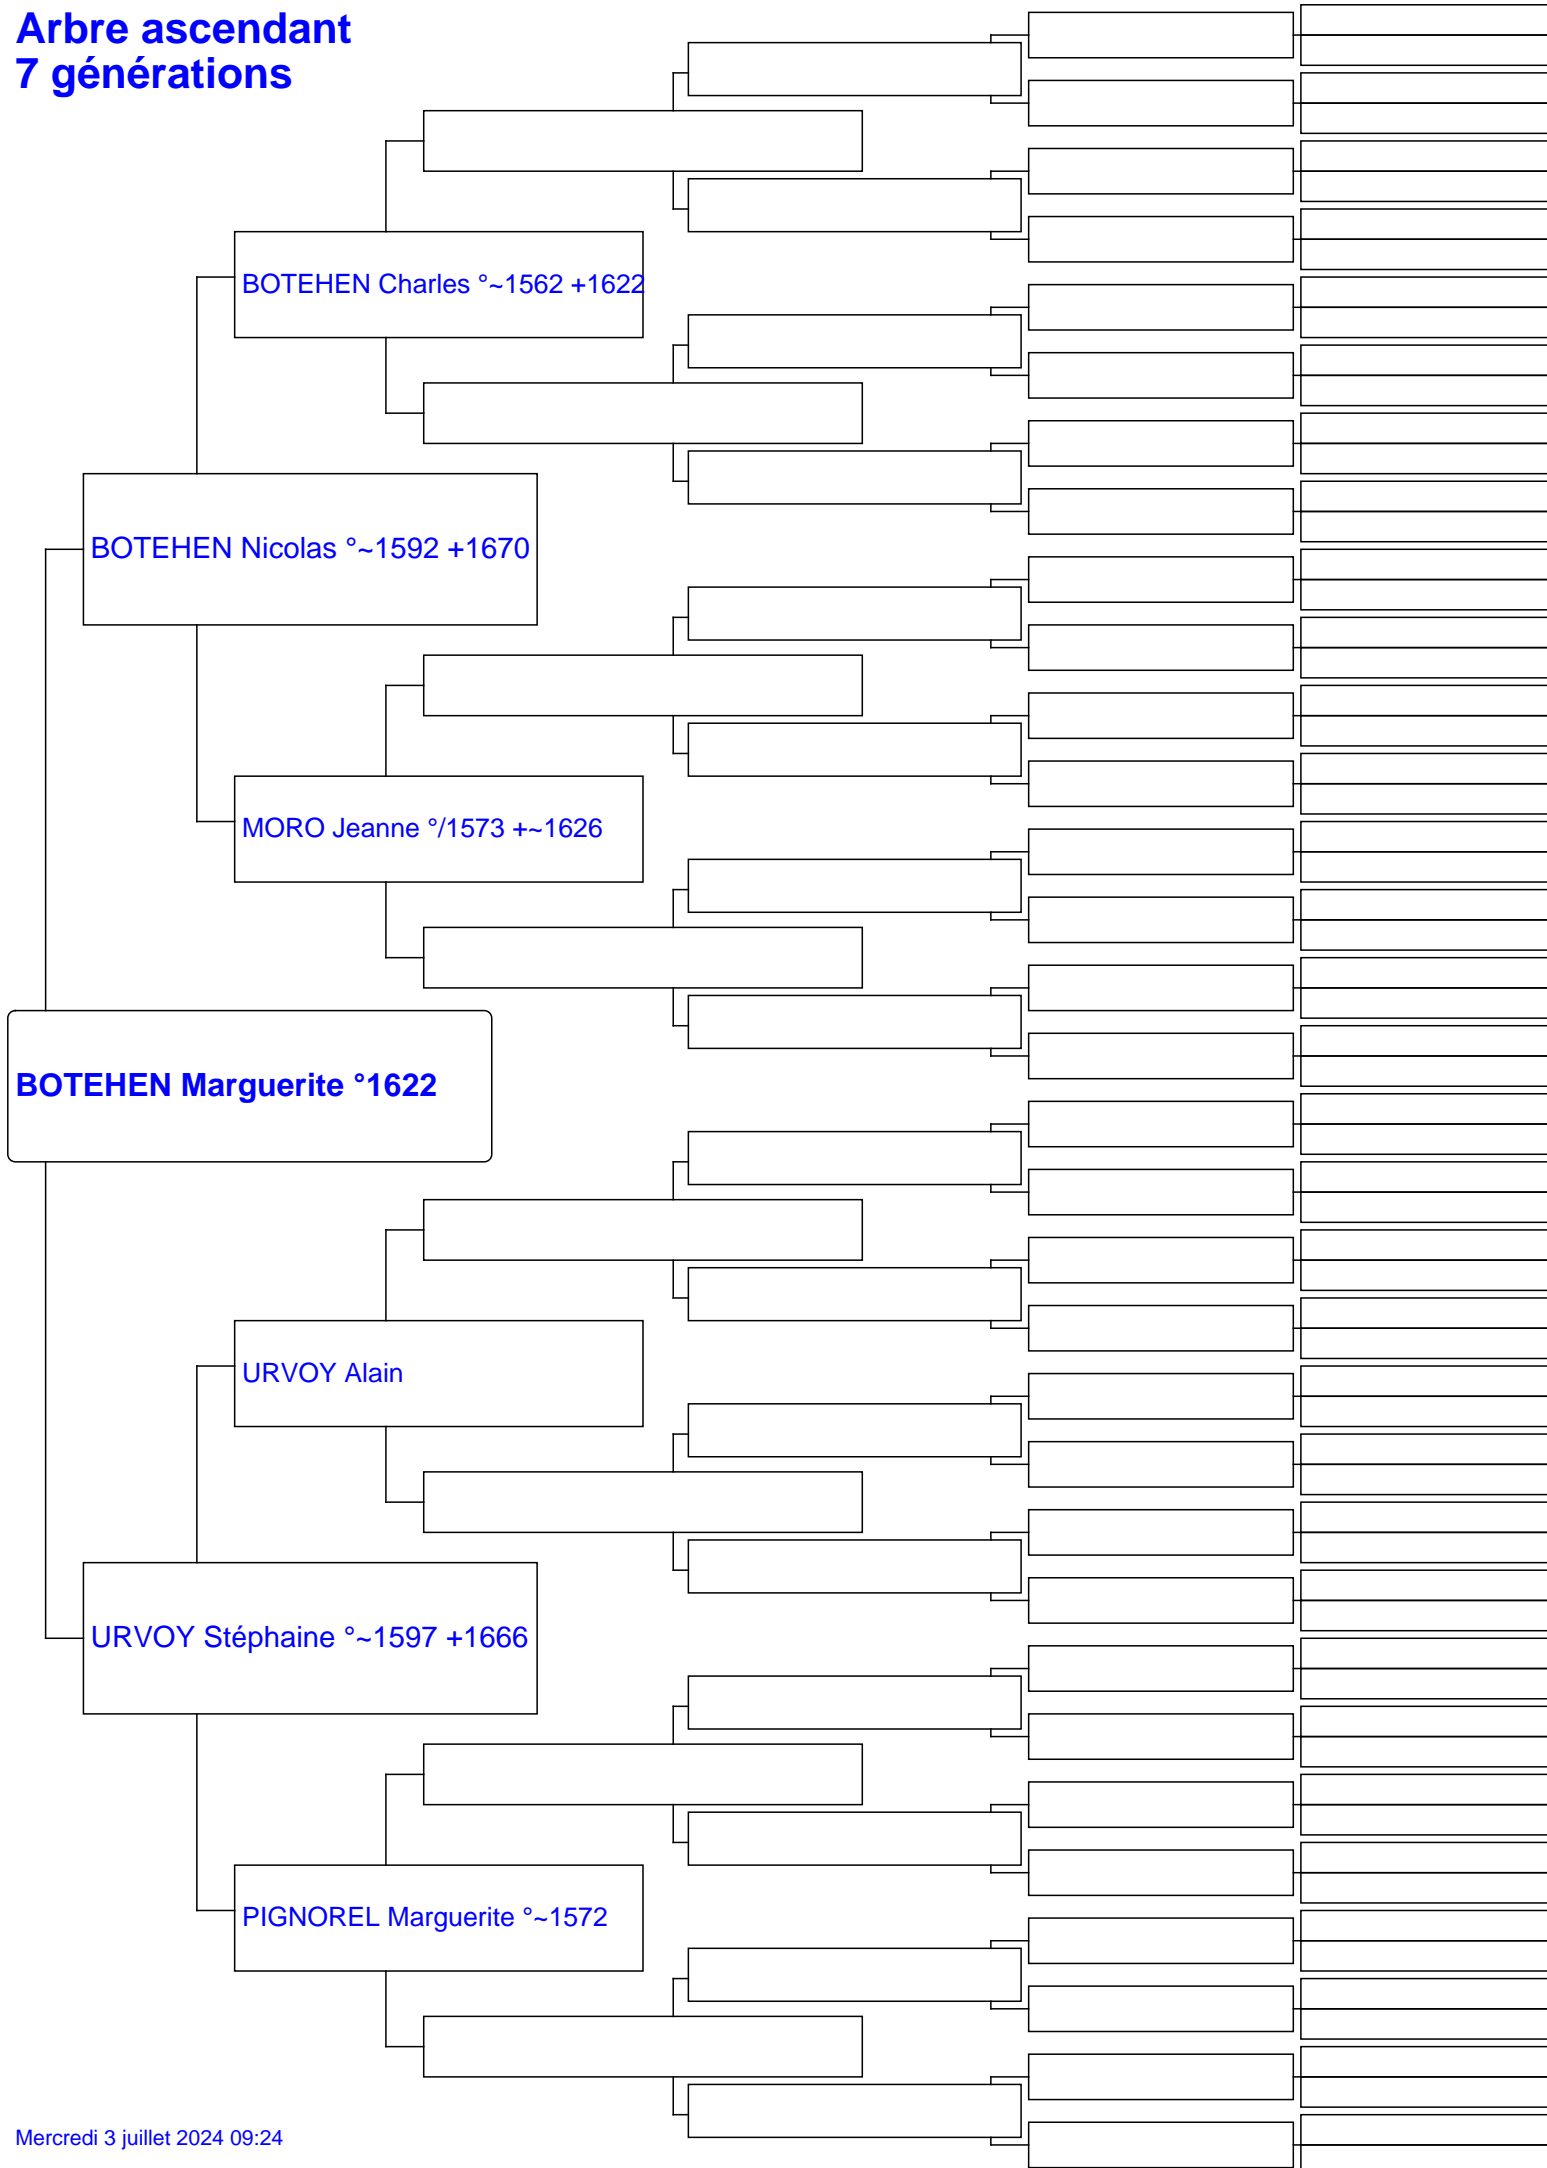 Arbre ascendant
7 générations
BOTEHEN Charles °~1562 +1622
BOTEHEN Nicolas °~1592 +1670
MORO Jeanne °/1573 +~1626
BOTEHEN Marguerite °1622
URVOY Alain
URVOY Stéphaine °~1597 +1666
PIGNOREL Marguerite °~1572
Mercredi 3 juillet 2024 09:24